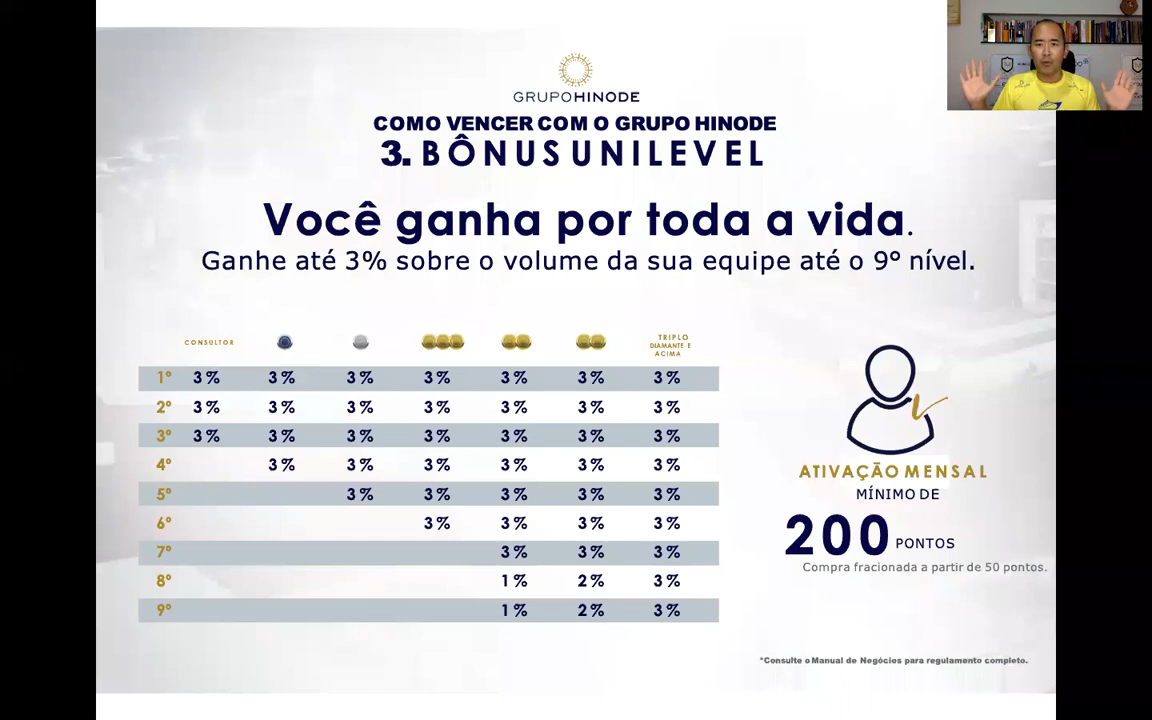 GRUPOHINODE
COMO VENCER COM O GRUPO HINODE
3. BÔNUS UNILEVEL
Você ganha por toda a vida.
Ganhe até 3% sobre o volume da sua equipe até o 9º nível.
CONSULTOR
TRIPLO
DIAMANTE E
ACIMA
1º 3% 3% 3% 3% 3% 3% 3%
2º 3% 3% 3% 3% 3% 3% 3%
3º 3% 3% 3% 3% 3% 3% 3%
4º 3% 3% 3% 3% 3% 3%
5º 3% 3% 3% 3% 3%
6º 3% 3% 3% 3%
7º 3% 3% 3%
8º 1% 2% 3%
9º 1% 2% 3%
ATIVAÇÃO MENSAL
MÍNIMO DE
200 PONTOS
Compra fracionada a partir de 50 pontos.
*Consulte o Manual de Negócios para regulamento completo.